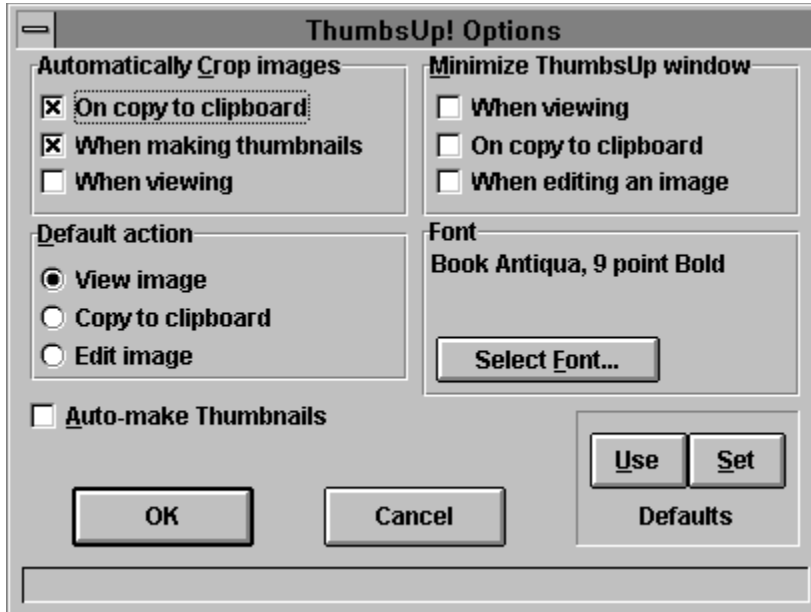 ThumbsUp! Options
Automatically Crop images
On copy to clipboard
When making thumbnails
When viewing
Minimize ThumbsUp window
When viewing
On copy to clipboard
When editing an image
Default action
View image
Copy to clipboard
Edit image
Font
Book Antiqua, 9 point Bold
Select Font...
Auto-make Thumbnails
Use
Set
Defaults
OK
Cancel